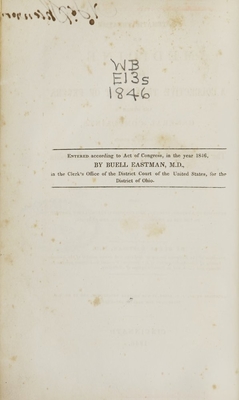 WB
E13s
1846
ENTERED according to Act of Congress, in the year 1846,
BY BUELL EASTMAN, M.D.,
in the Clerk's Office of the District Court of the United States, for the
District of Ohio.